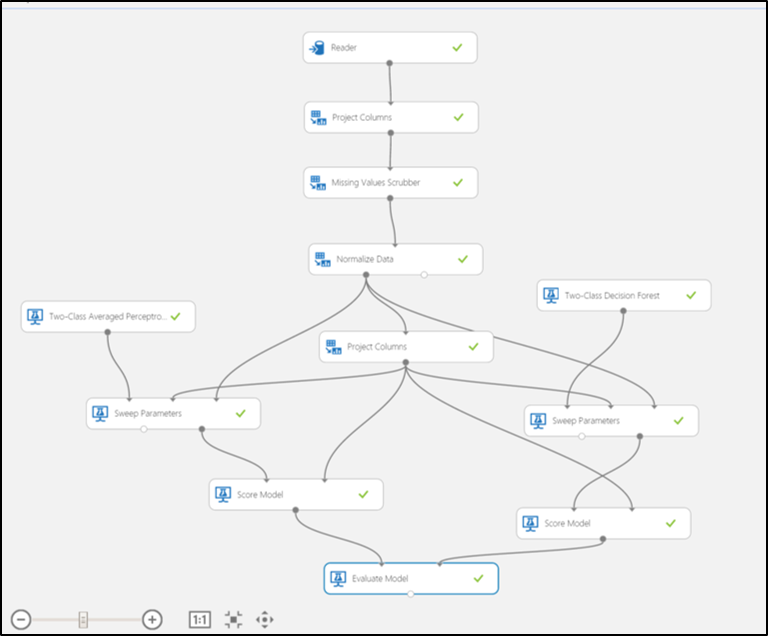 Reader
Project Columns
Missing Values Scrubber
Normalize Data
Two-Class Decision Forest
Two-Class Averaged Perceptro...
Project Columns
Sweep Parameters
Sweep Parameters
Score Model
Score Model
Evaluate Model
1:1